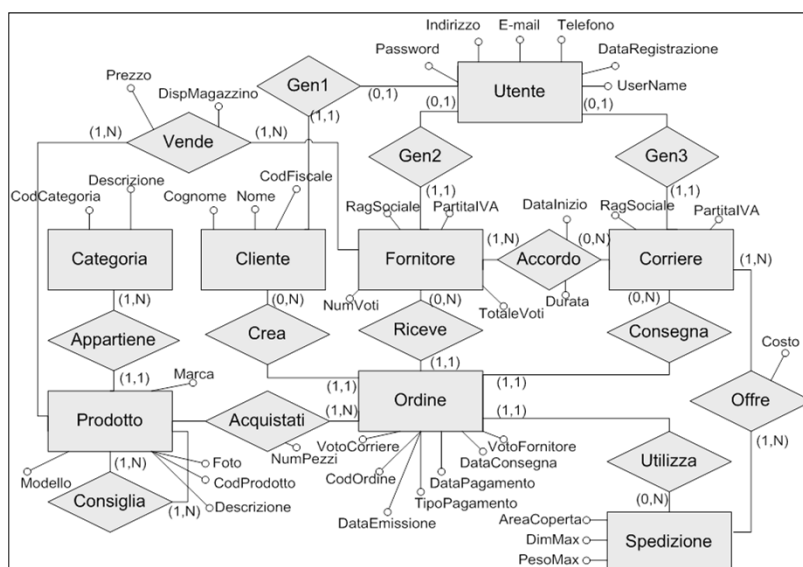 Indirizzo E-mail Telefono
Password DataRegistrazione
Prezzo Gen1 Utente UserName
DispMagazzino (0,1)
(1,N) (1,N) (1,1) (0,1) (0,1)
Vende Gen2 Gen3
Descrizione CodFiscale
CodCategoria Cognome Nome (1,1) (1,1)
RagSociale PartitaIVA DataInizio RagSociale PartitaIVA
Categoria Cliente Fornitore (1,N) Accordo (0,N) Corriere (1,N)
(1,N) (0,N) NumVoti (0,N) TotaleVoti Durata (0,N)
Appartiene Crea Riceve Consegna Costo
(1,1) Marca (1,1) (1,1) (1,1)
Prodotto Acquistati (1,N) Ordine (1,1) Offre
NumPezzi VotoCorriere VotoFornitore (1,N)
(1,N) Foto DataConsegna
Modello CodProdotto CodOrdine DataPagamento Utilizza
Consiglia (1,N) Descrizione TipoPagamento
DataEmissione (0,N)
AreaCoperta
DimMax Spedizione
PesoMax